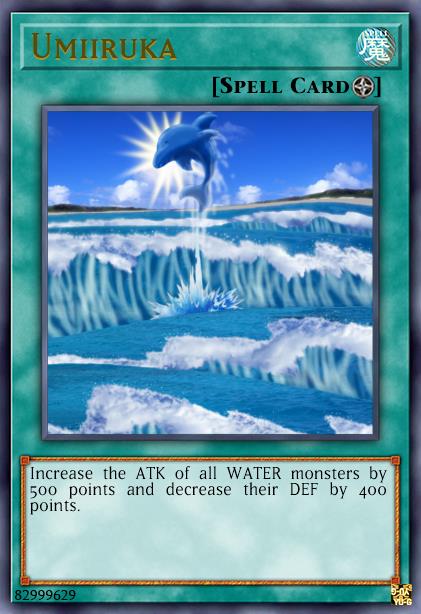 UMIIRUKA
SPELL
魔
[SPELL CARD]
Increase the ATK of all WATER monsters by
500 points and decrease their DEF by 400
points.
82999629